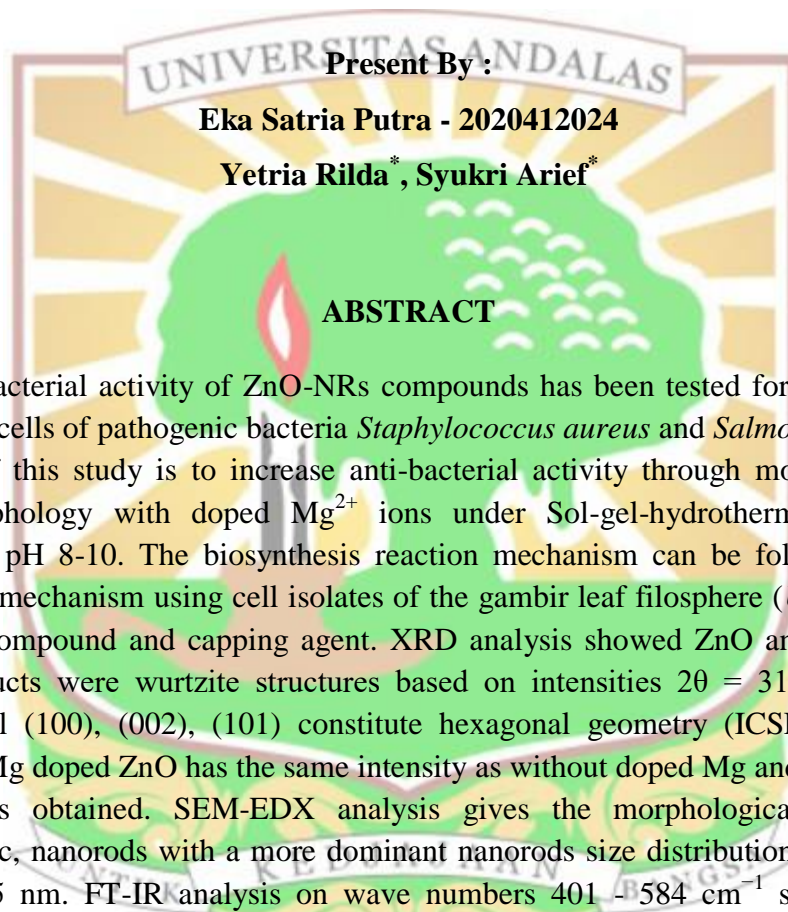 UNIVERSITAS ANDALAS
Present By :
Eka Satria Putra - 2020412024
Yetria Rilda*, Syukri Arief*
ABSTRACT
acterial activity of ZnO-NRs compounds has been tested for
cells of pathogenic bacteria Staphylococcus aureus and Salmo
this study is to increase anti-bacterial activity through mo
phology with doped Mg²⁺ ions under Sol-gel-hydrotherm
pH 8-10. The biosynthesis reaction mechanism can be fol
mechanism using cell isolates of the gambir leaf filosphere (
ompound and capping agent. XRD analysis showed ZnO an
ucts were wurtzite structures based on intensities 2θ = 31
l (100), (002), (101) constitute hexagonal geometry (ICSI
Mg doped ZnO has the same intensity as without doped Mg and
s obtained. SEM-EDX analysis gives the morphologica
c, nanorods with a more dominant nanorods size distribution
5 nm. FT-IR analysis on wave numbers 401 - 584 cm⁻¹ s
UNTUK KEDJAJAAN BANGSA